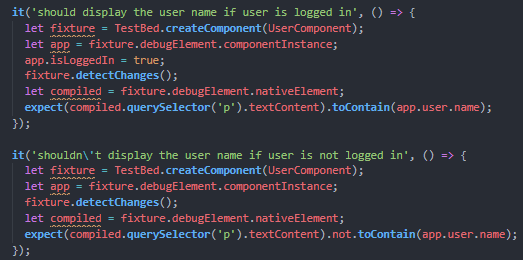 it('should display the user name if user is logged in', () => {
  let fixture = TestBed.createComponent(UserComponent);
  let app = fixture.debugElement.componentInstance;
  app.isLoggedIn = true;
  fixture.detectChanges();
  let compiled = fixture.debugElement.nativeElement;
  expect(compiled.querySelector('p').textContent).toContain(app.user.name);
});

it('shouldn\'t display the user name if user is not logged in', () => {
  let fixture = TestBed.createComponent(UserComponent);
  let app = fixture.debugElement.componentInstance;
  fixture.detectChanges();
  let compiled = fixture.debugElement.nativeElement;
  expect(compiled.querySelector('p').textContent).not.toContain(app.user.name);
});